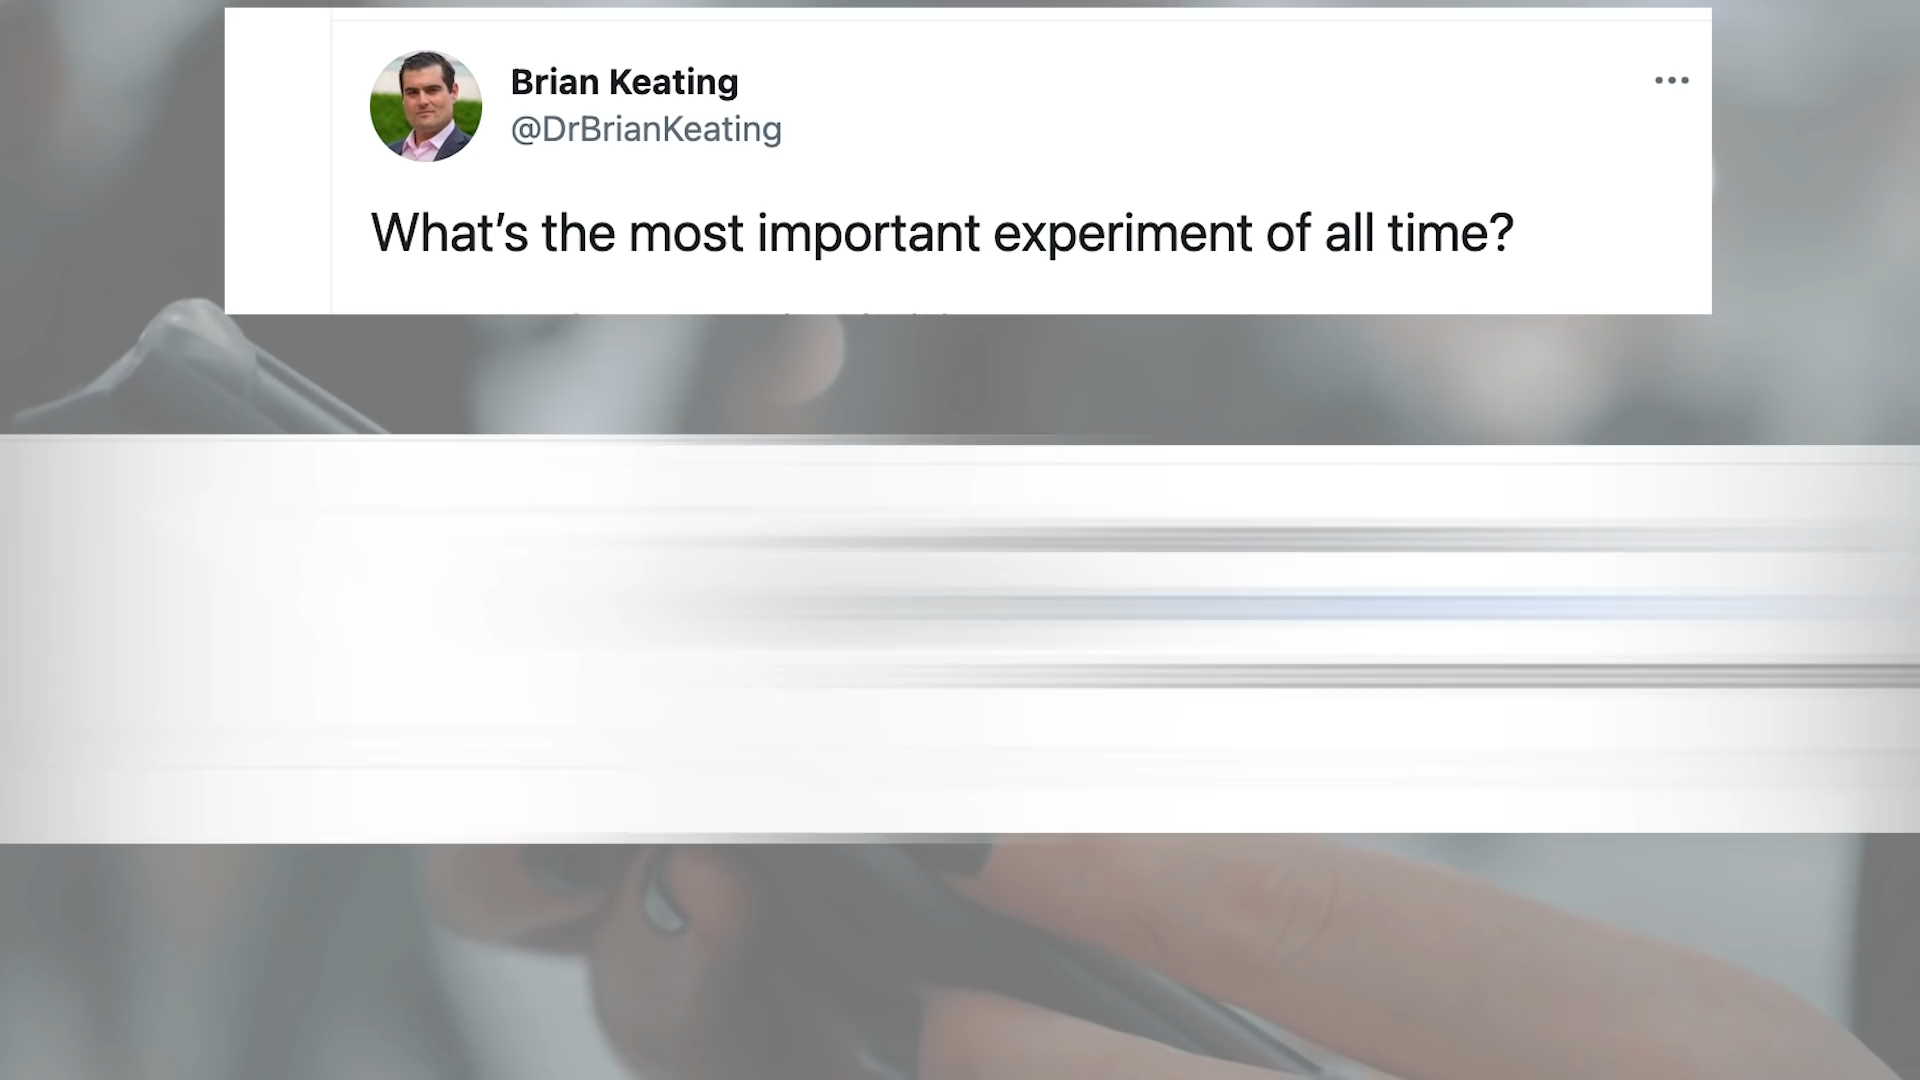 Brian Keating
@DrBrianKeating
What’s the most important experiment of all time?